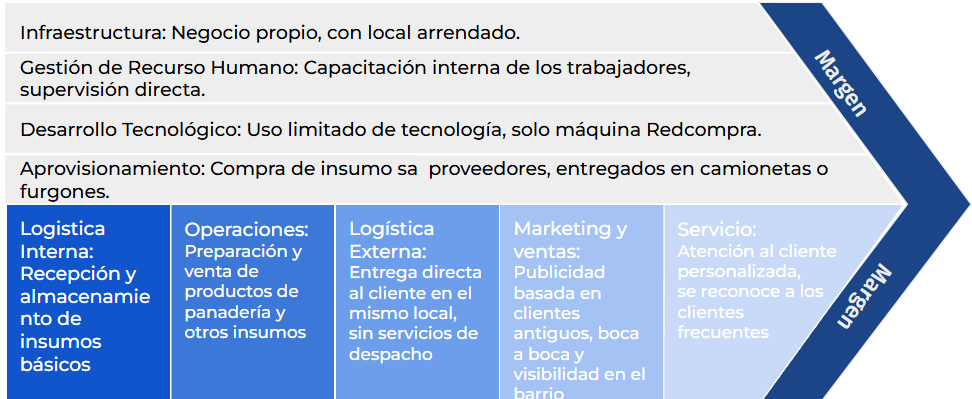 Infraestructura: Negocio propio, con local arrendado.
Gestión de Recurso Humano: Capacitación interna de los trabajadores,
supervisión directa.
Desarrollo Tecnológico: Uso limitado de tecnología, solo máquina Redcompra.
Aprovisionamiento: Compra de insumo sa  proveedores, entregados en camionetas o
furgones.
Margen
Logistica
Interna:
Recepción y
almacenamie
nto de
insumos
básicos
Operaciones:
Preparación y
venta de
productos de
panadería y
otros insumos
Logística
Externa:
Entrega directa
al cliente en el
mismo local,
sin servicios de
despacho
Marketing y
ventas:
Publicidad
basada en
clientes
antiguos, boca
a boca y
visibilidad en el
barrio
Servicio:
Atención al cliente
personalizada,
se reconoce a los
clientes
frecuentes
Margen